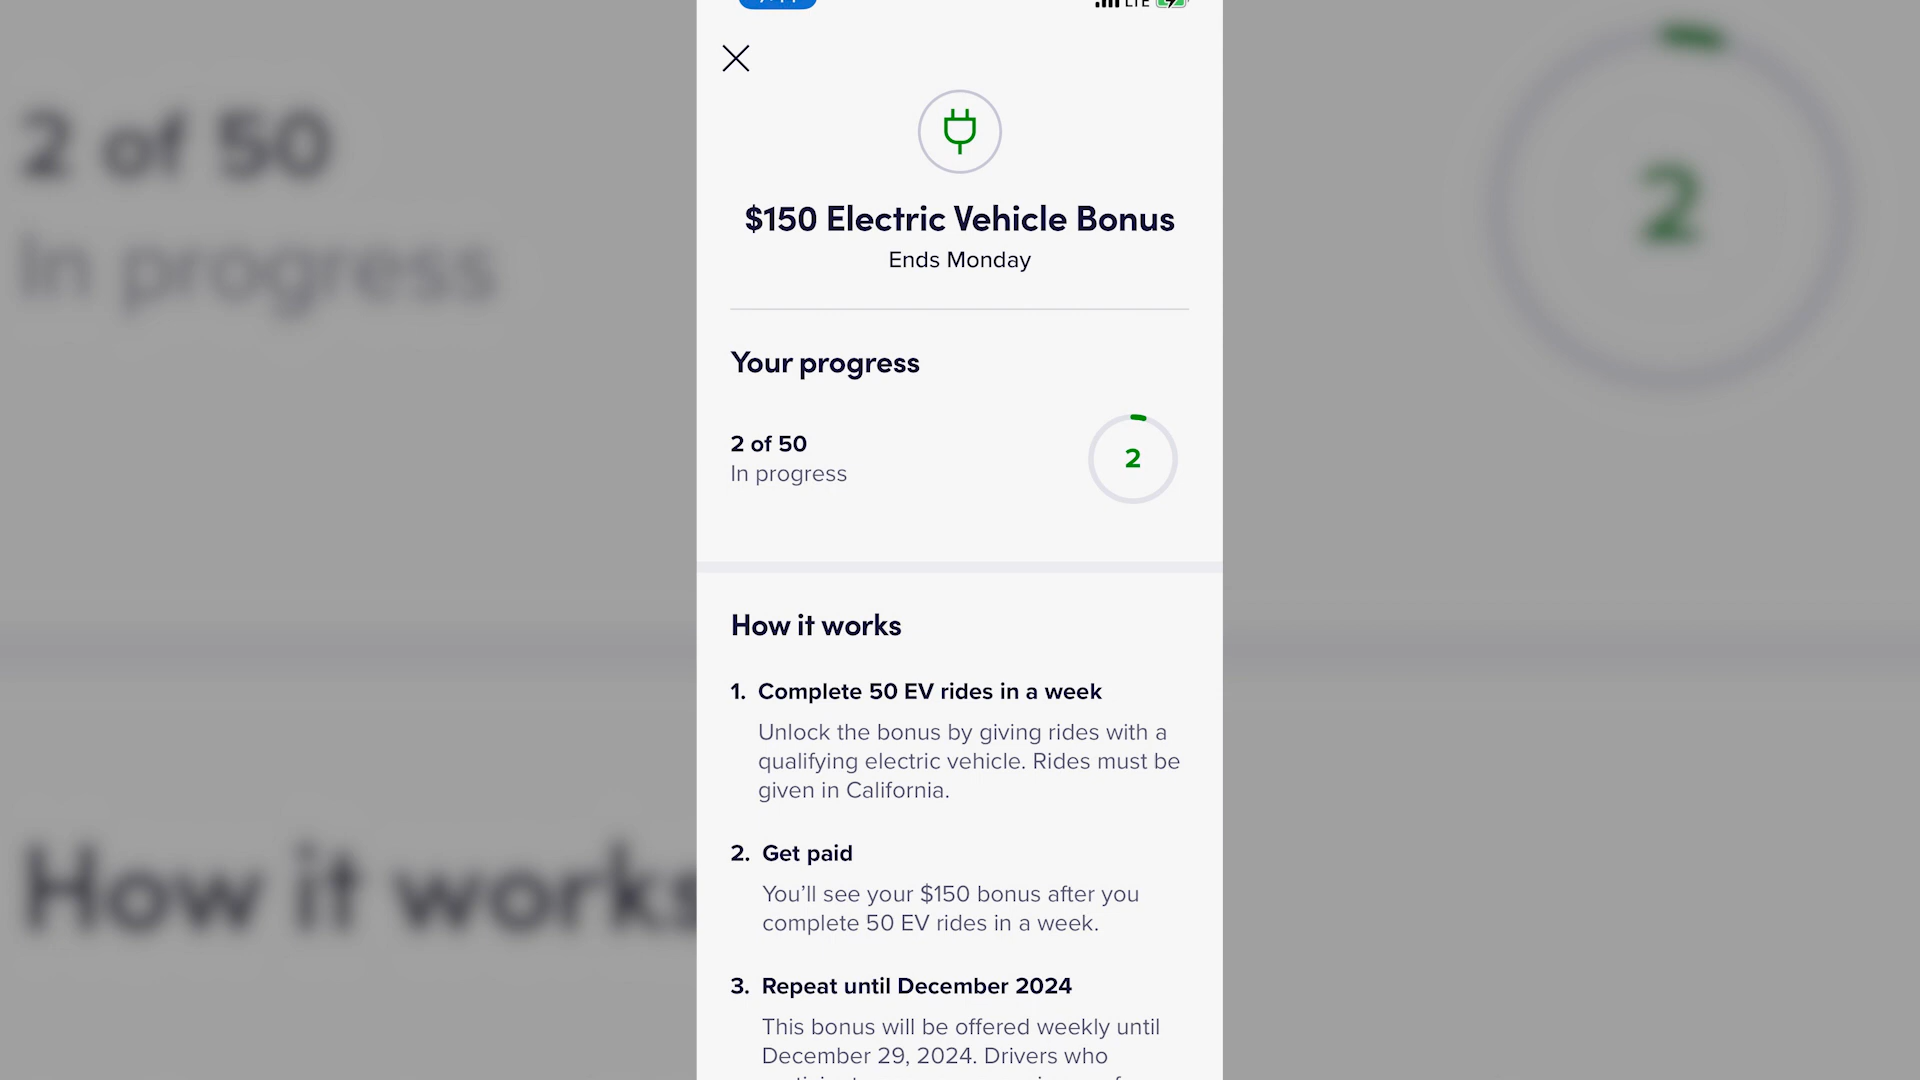 LTE
$150 Electric Vehicle Bonus
Ends Monday
Your progress
2 of 50
In progress
2
How it works
1. Complete 50 EV rides in a week
Unlock the bonus by giving rides with a
qualifying electric vehicle. Rides must be
given in California.
2. Get paid
You’ll see your $150 bonus after you
complete 50 EV rides in a week.
3. Repeat until December 2024
This bonus will be offered weekly until
December 29, 2024. Drivers who
2 of 50
In progress
How it works
2